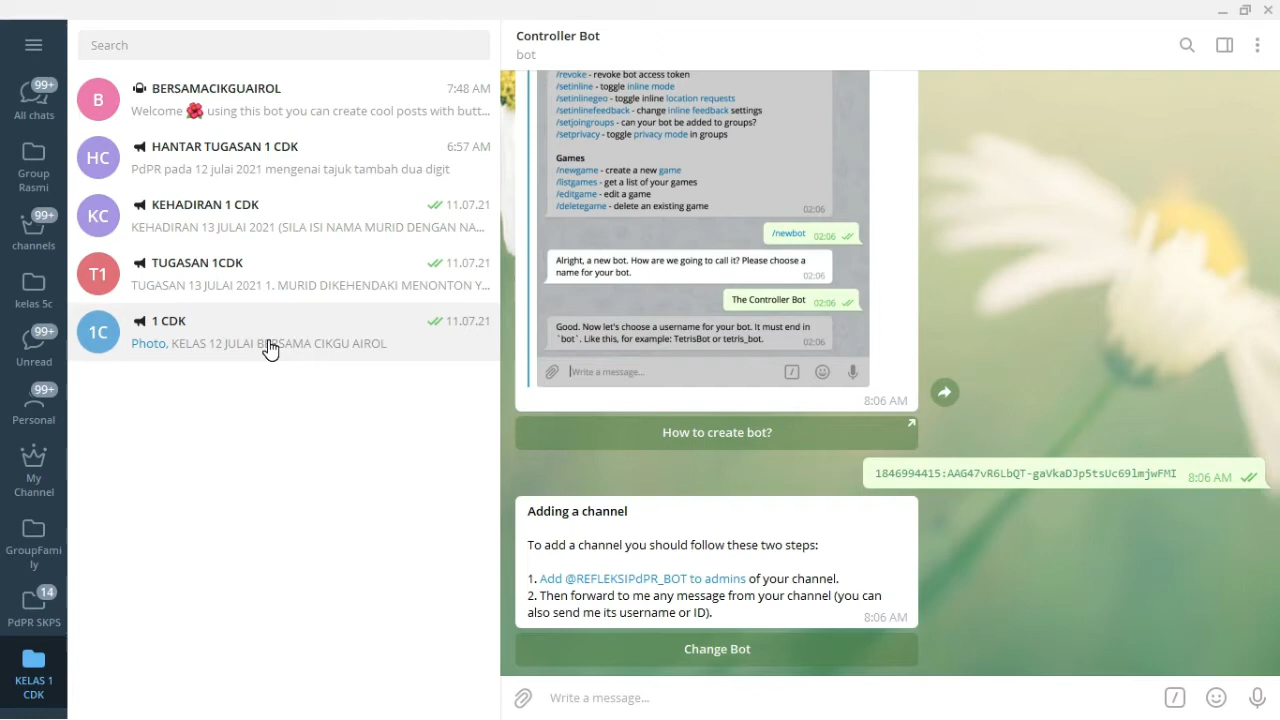 Search
99+
All chats
Group
Rasmi
99+
channels
kelas 5c
99+
Unread
99+
Personal
My
Channel
GroupFami
ly
14
PdPR SKPS
KELAS 1
CDK
B
BERSAMACIKGUAIROL
7:48 AM
Welcome 🌺 using this bot you can create cool posts with butt...
HC
HANTAR TUGASAN 1 CDK
6:57 AM
PdPR pada 12 julai 2021 mengenai tajuk tambah dua digit
KC
KEHADIRAN 1 CDK
11.07.21
KEHADIRAN 13 JULAI 2021 (SILA ISI NAMA MURID DENGAN NA...
T1
TUGASAN 1CDK
11.07.21
TUGASAN 13 JULAI 2021 1. MURID DIKEHENDAKI MENONTON Y...
1C
1 CDK
11.07.21
Photo, KELAS 12 JULAI BERSAMA CIKGU AIROL
Controller Bot
bot
/revoke - revoke bot access token
/setinline - toggle inline mode
/setinlinegeo - toggle inline location requests
/setinlinefeedback - change inline feedback settings
/setjoingroups - can your bot be added to groups?
/setprivacy - toggle privacy mode in groups
Games
/newgame - create a new game
/listgames - get a list of your games
/editgame - edit a game
/deletegame - delete an existing game
02:06
/newbot 02:06
Alright, a new bot. How are we going to call it? Please choose a
name for your bot.
02:06
The Controller Bot 02:06
Good. Now let's choose a username for your bot. It must end in
`bot`. Like this, for example: TetrisBot or tetris_bot.
02:06
Write a message...
8:06 AM
How to create bot?
1846994415:AAG47vR6LbQT-gaVkaDJp5tsUc69lmjwFMI 8:06 AM
Adding a channel
To add a channel you should follow these two steps:
1. Add @REFLEKSIPdPR_BOT to admins of your channel.
2. Then forward to me any message from your channel (you can
also send me its username or ID).
8:06 AM
Change Bot
Write a message...